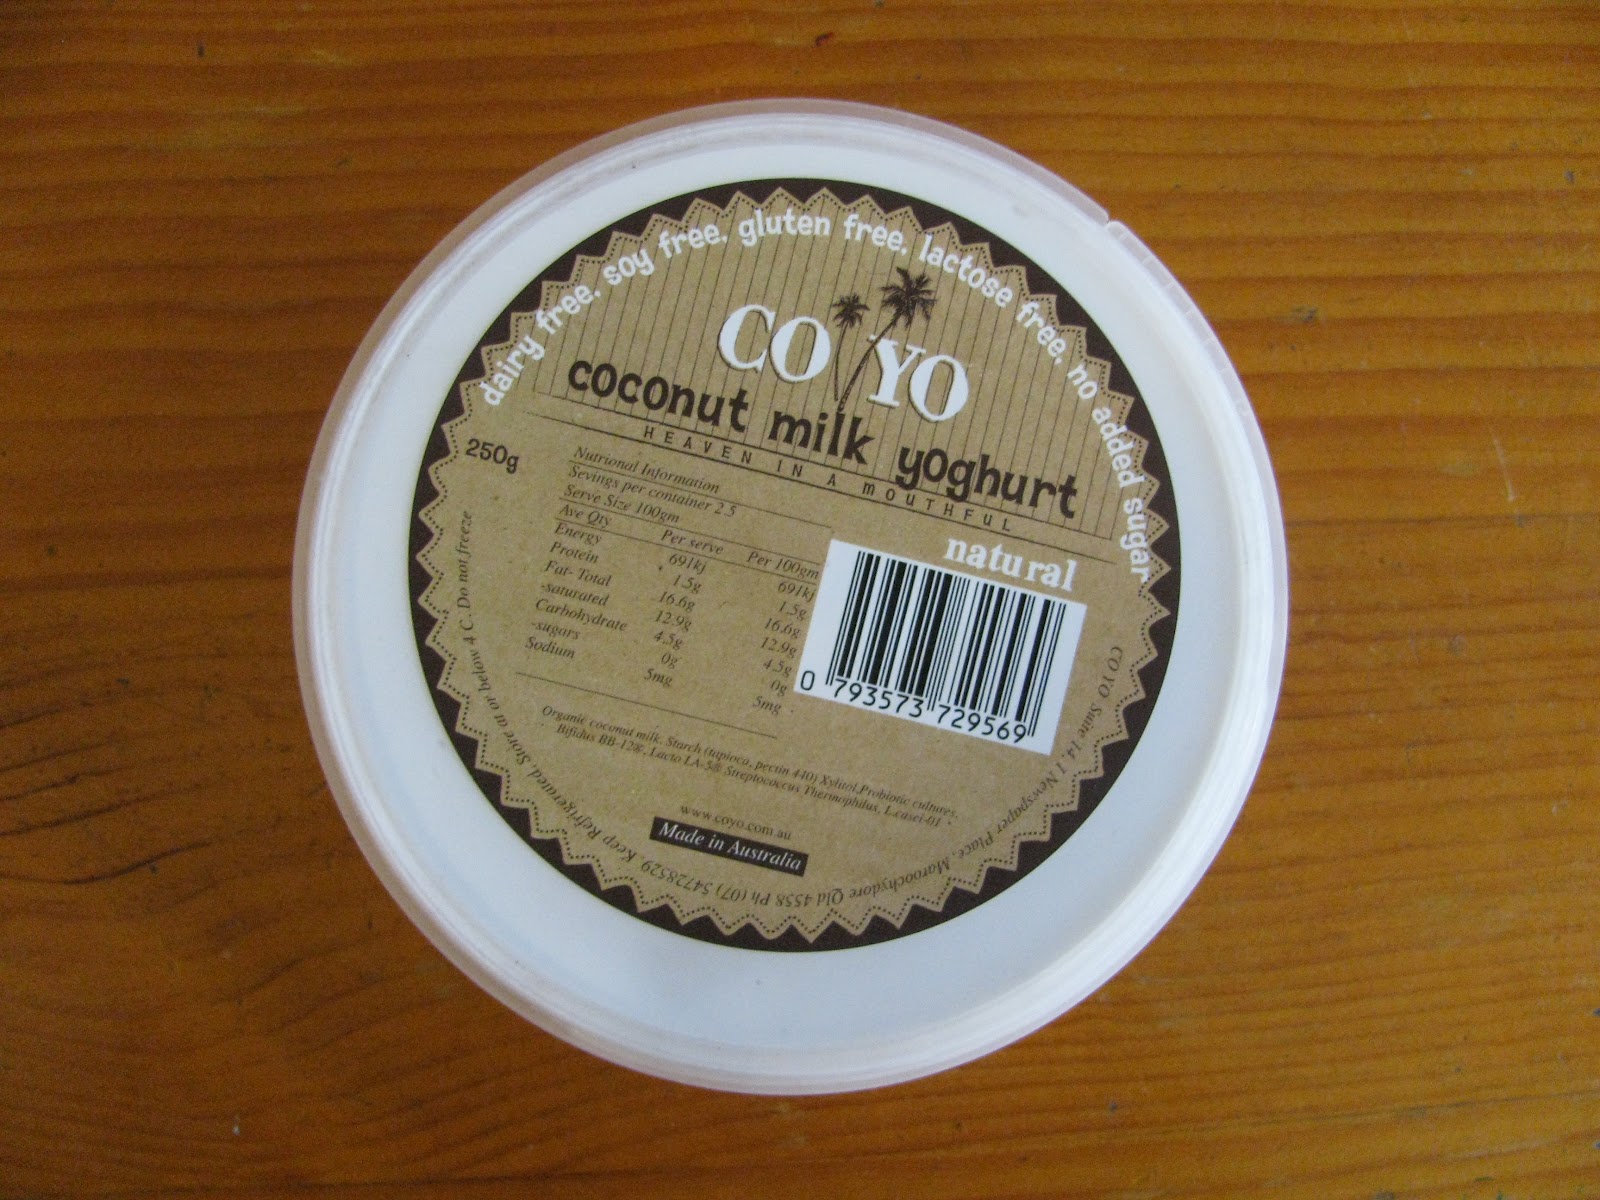 dairy free. soy free. gluten free. lactose free. no added sugar
CO YO
coconut milk yoghurt
HEAVEN IN A MOUTHFUL
natural
250g
Nutrional Information
Sevings per container 2 5
Serve Size 100gm
Ave Qty Per serve Per 100gm
Energy 691kj 691kj
Protein 1.5g 1.5g
Fat- Total 16.6g 16.6g
-saturated 12.9g 12.9g
Carbohydrate 4.5g 4.5g
-sugars 0g 0g
Sodium 5mg 5mg
0 793573 729569
Organic coconut milk. Starch (tapioca, pectin 440) Xylitol,Probiotic cultures,
Bifidus BB-12®, Lacto LA-5® Streptococcus Thermophilus, L.casei-01
www.coyo.com.au
Made in Australia
CO YO Suite 14, 1 Newspaper Place, Maroochydore Qld 4558 Ph (07) 54728529. Keep Refrigerated. Store at or below 4 C. Do not freeze